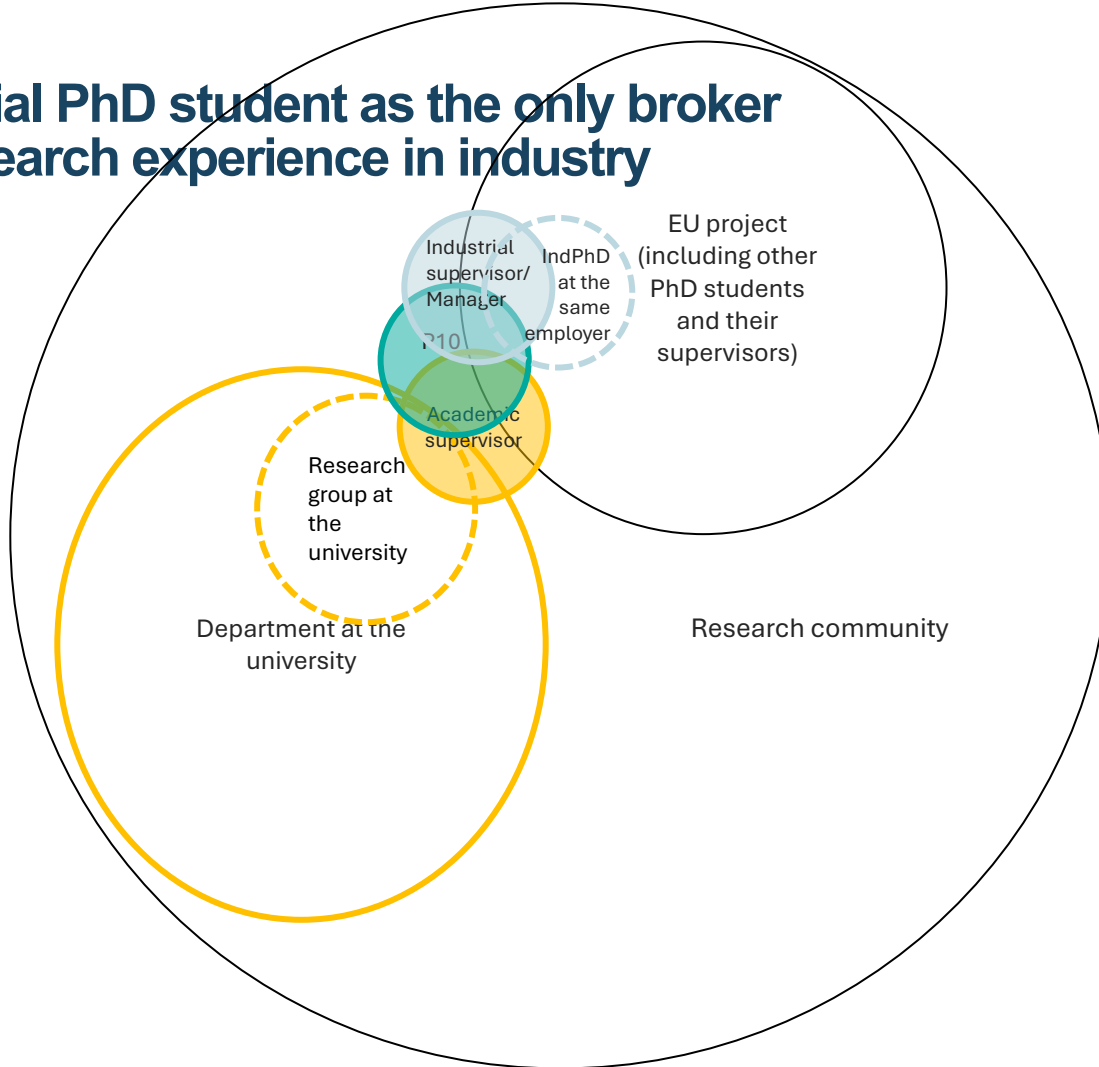 ial PhD student as the only broker
earch experience in industry
EU project
(including other
PhD students
and their
supervisors)
Industrial
supervisor/
Manager
IndPhD
at the
same
employer
P10
Academic
supervisor
Research
group at
the
university
Department at the
university
Research community